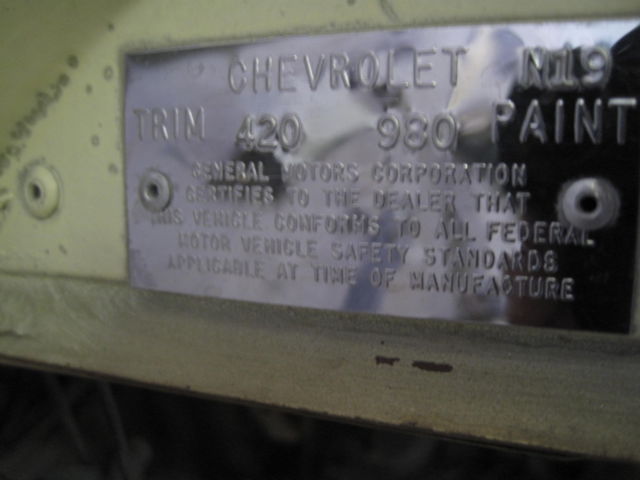 CHEVROLET N19
TRIM 420 980 PAINT
GENERAL MOTORS CORPORATION
CERTIFIES TO THE DEALER THAT
THIS VEHICLE CONFORMS TO ALL FEDERAL
MOTOR VEHICLE SAFETY STANDARDS
APPLICABLE AT TIME OF MANUFACTURE